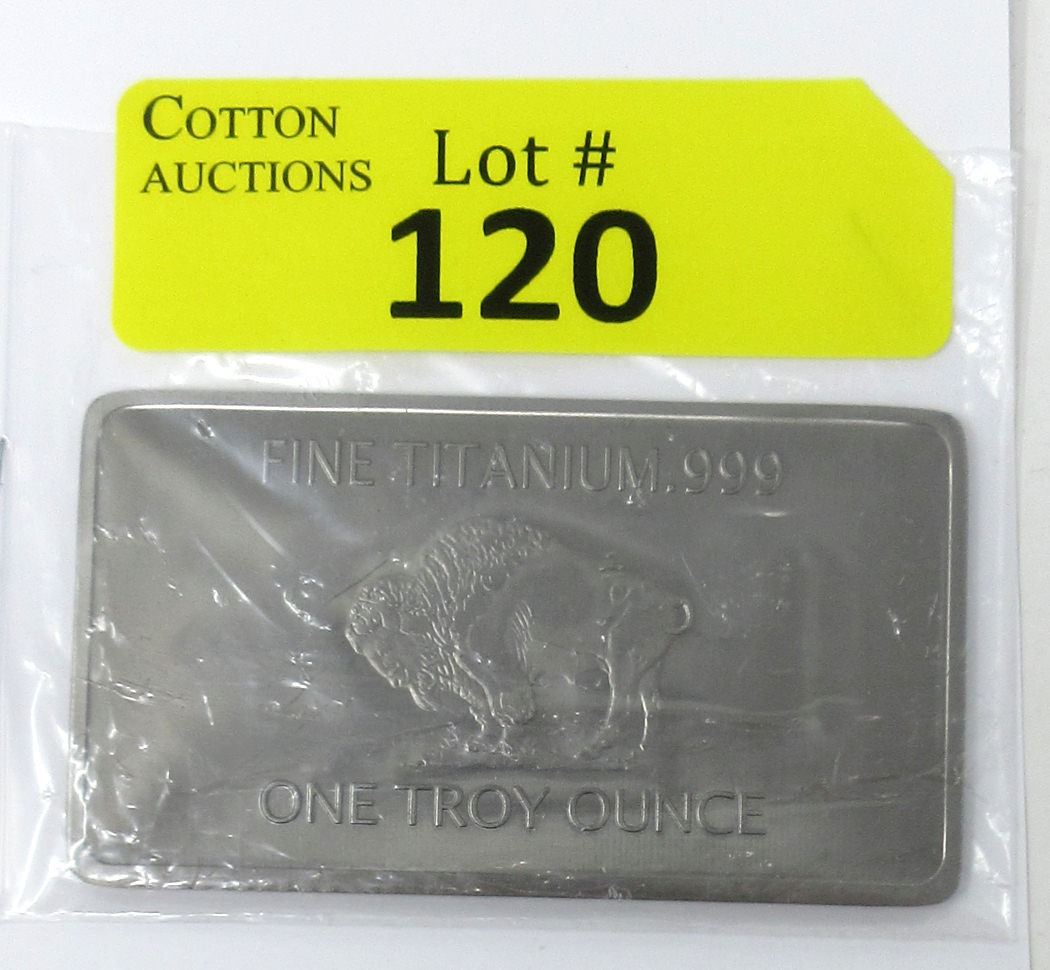 COTTON
AUCTIONS
Lot #
120
FINE TITANIUM.999
ONE TROY OUNCE